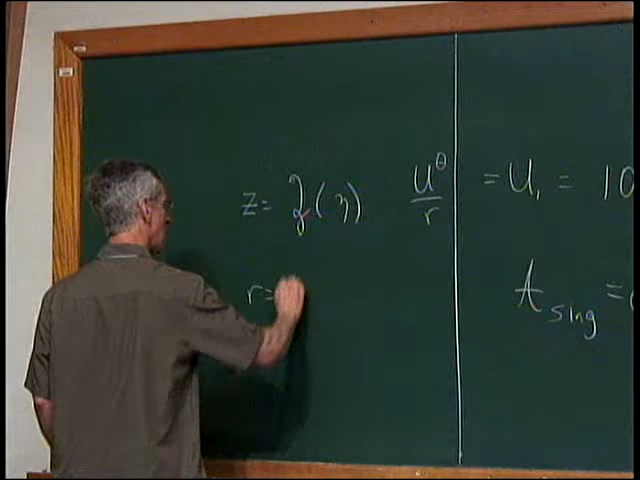 z = z(η) u^θ/r = U₁ = 10
r = A_sing =